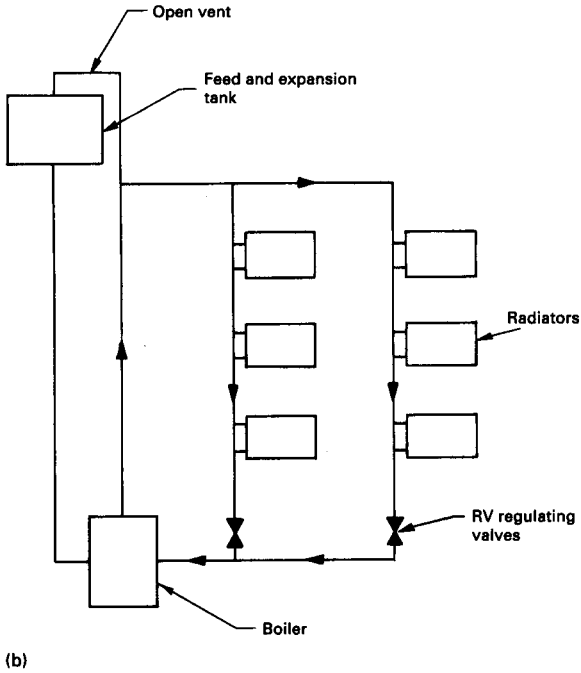 Open vent
Feed and expansion
tank
Radiators
RV regulating
valves
Boiler
(b)